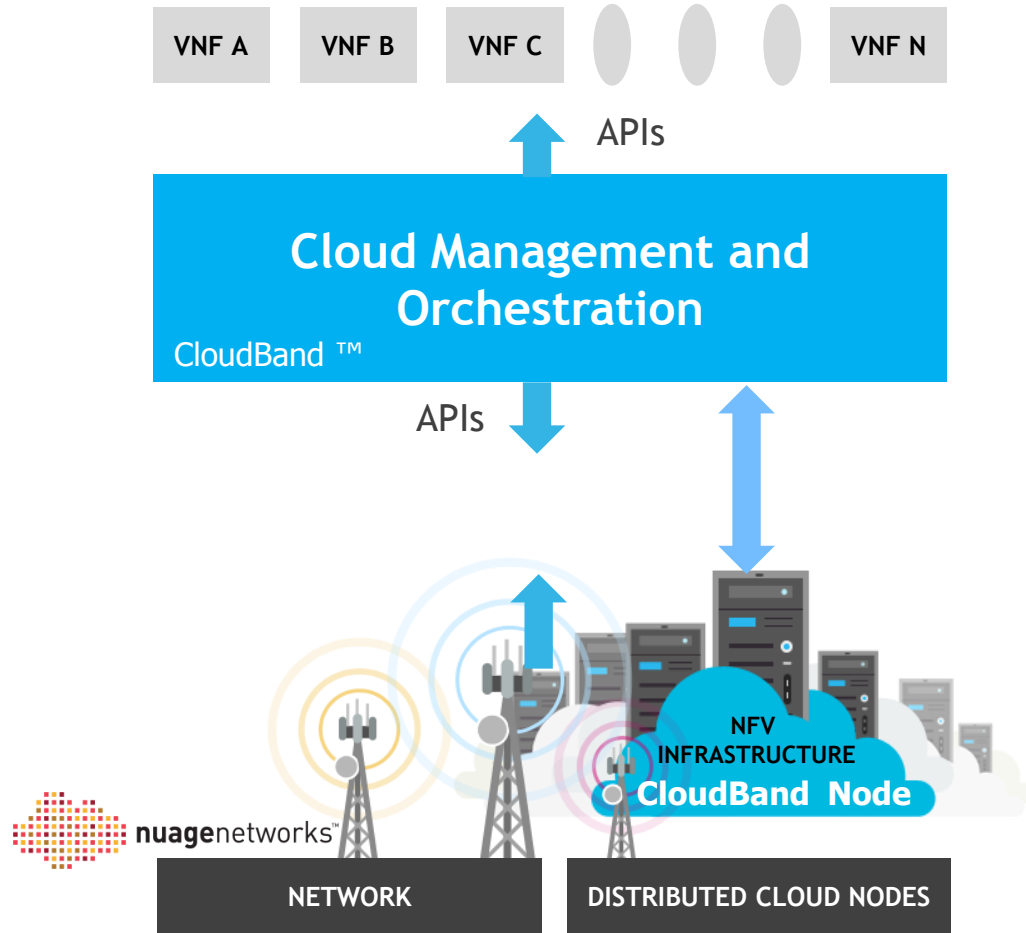 VNF A VNF B VNF C VNF N
APIs
Cloud Management and
Orchestration
CloudBand ™
APIs
NFV
INFRASTRUCTURE
CloudBand Node
nuagenetworks™
NETWORK DISTRIBUTED CLOUD NODES